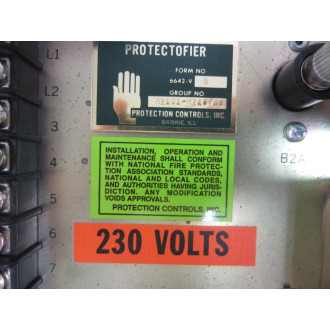 PROTECTOFIER
FORM NO
6642-V
GROUP NO
PROTECTION CONTROLS, INC.
SKOKIE, ILL
INSTALLATION, OPERATION AND
MAINTENANCE SHALL CONFORM
WITH NATIONAL FIRE PROTEC-
TION ASSOCIATION STANDARDS,
NATIONAL AND LOCAL CODES,
AND AUTHORITIES HAVING JURIS-
DICTION. ANY MODIFICATION
VOIDS APPROVALS.
PROTECTION CONTROLS, INC.
230 VOLTS
L1
L2
3
4
5
6
7
B2A